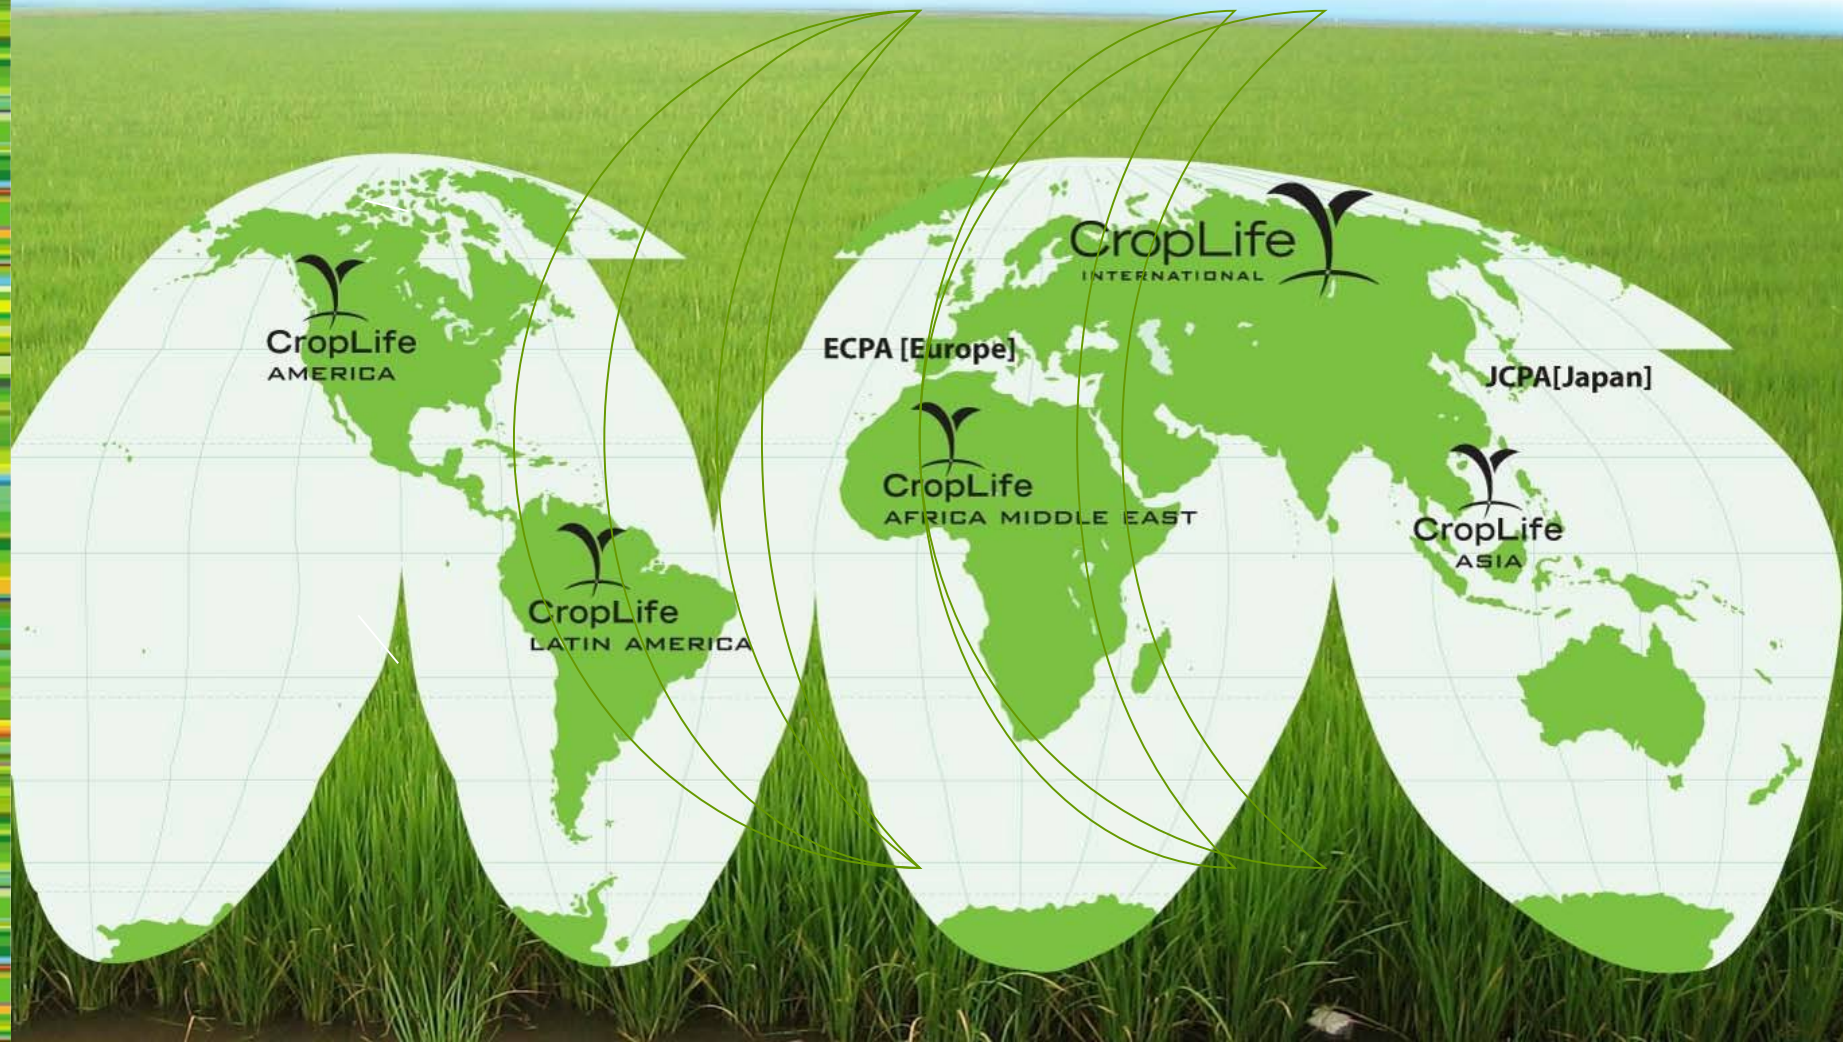 CropLife
INTERNATIONAL
CropLife
AMERICA
ECPA [Europe]
JCPA[Japan]
CropLife
AFRICA MIDDLE EAST
CropLife
ASIA
CropLife
LATIN AMERICA